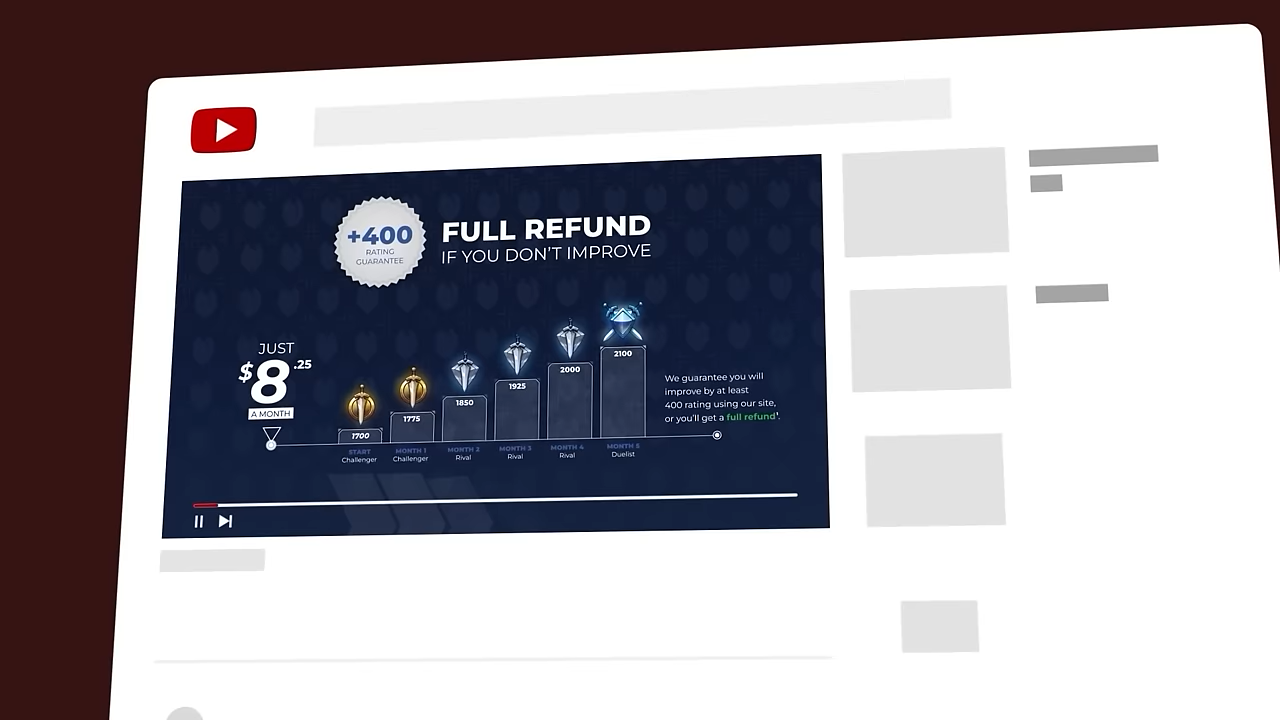 +400
RATING
GUARANTEE
FULL REFUND
IF YOU DON'T IMPROVE
JUST
$8.25
A MONTH
1700
1775
1850
1925
2000
2100
START
Challenger
MONTH 1
Challenger
MONTH 2
Rival
MONTH 3
Rival
MONTH 4
Rival
MONTH 5
Duelist
We guarantee you will
improve by at least
400 rating using our site,
or you'll get a full refund¹.